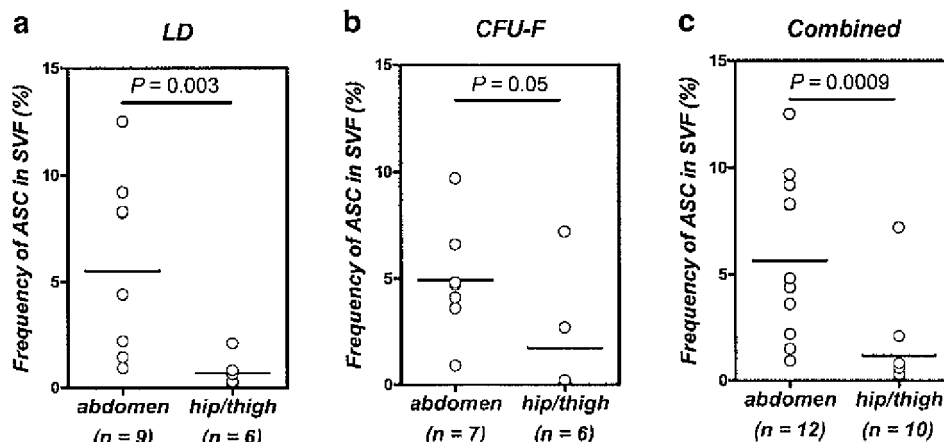 a
LD
Frequency of ASC in SVF (%)
15
10
5
0
P = 0.003
abdomen
hip/thigh
(n = 9)
(n = 6)
b
CFU-F
Frequency of ASC in SVF (%)
15
10
5
0
P = 0.05
abdomen
hip/thigh
(n = 7)
(n = 6)
c
Combined
Frequency of ASC in SVF (%)
15
10
5
0
P = 0.0009
abdomen
hip/thigh
(n = 12)
(n = 10)